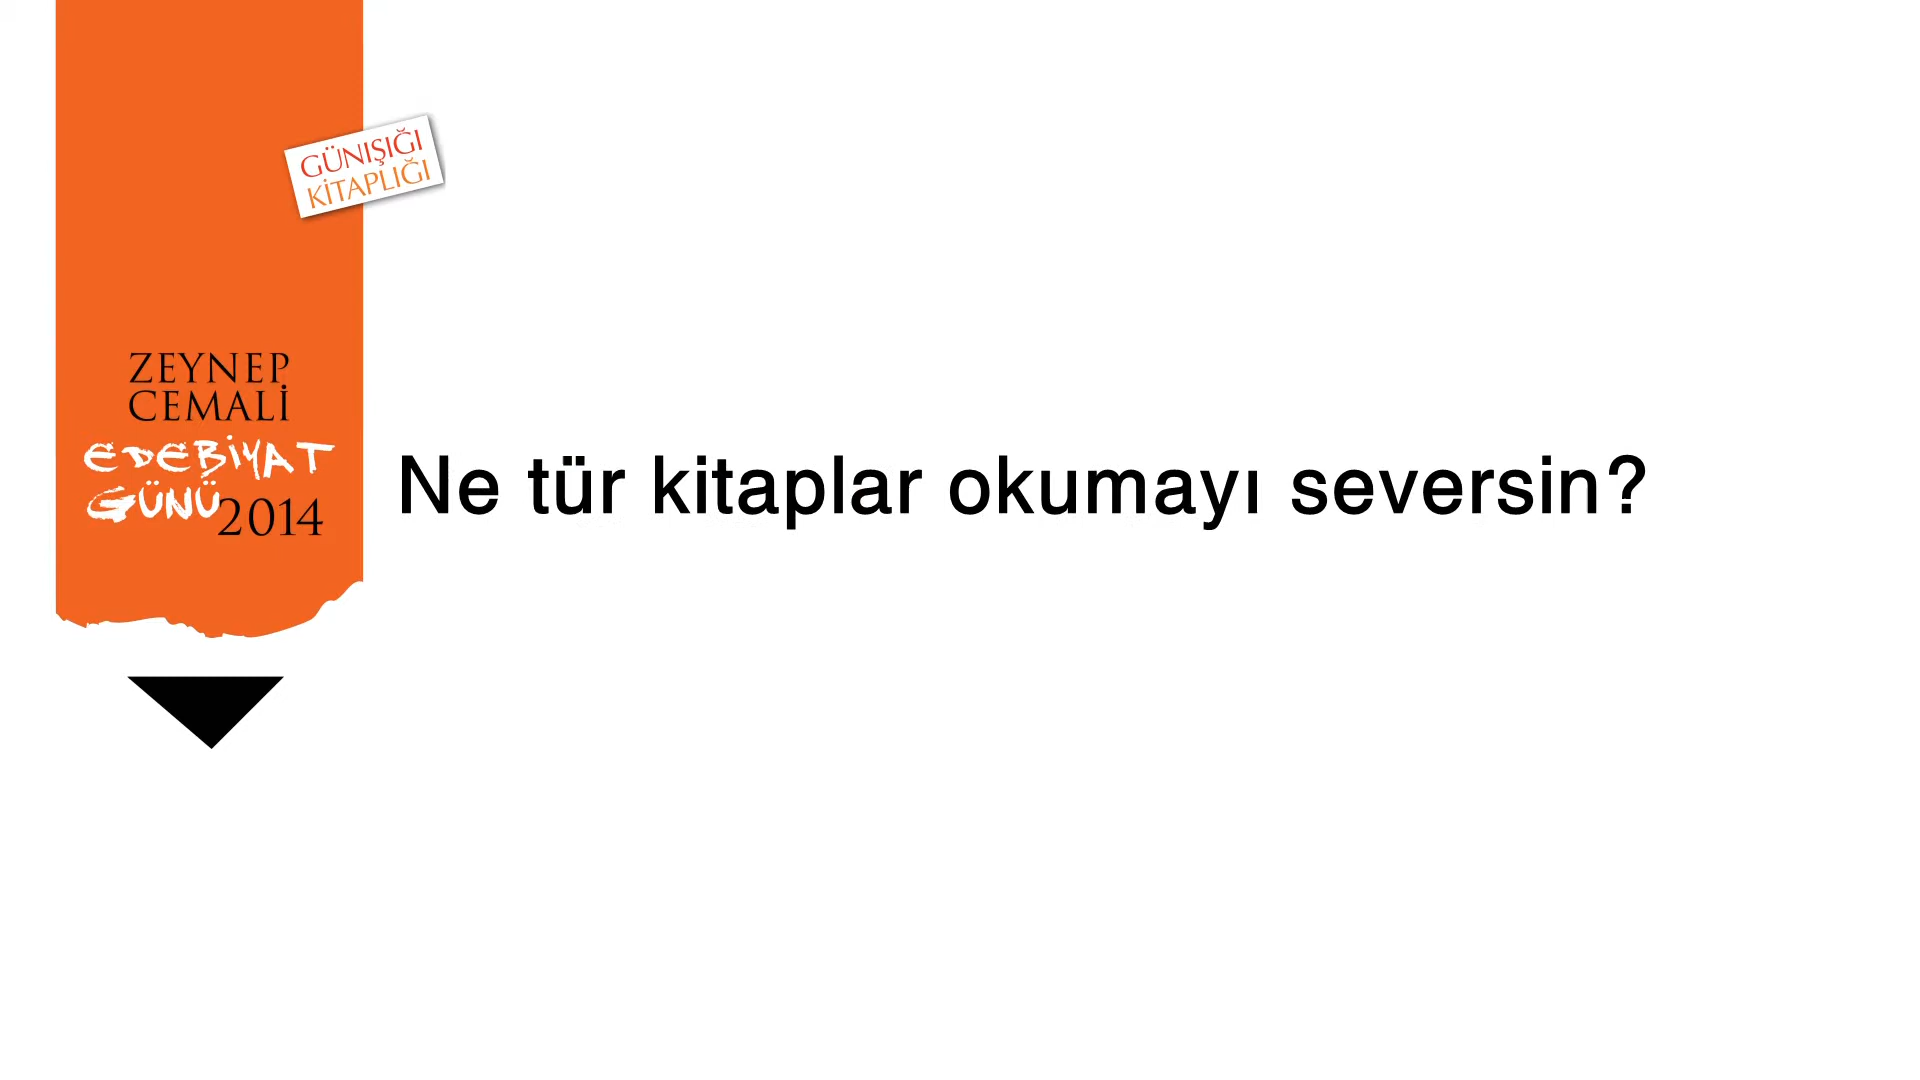 GÜNIŞIĞI
KİTAPLIĞI
ZEYNEP
CEMALİ
EDEBİYAT
GÜNÜ 2014
Ne tür kitaplar okumayı seversin?